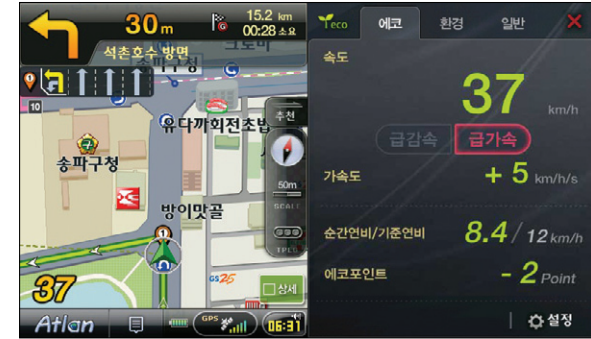 30 m
석촌호수 방면
15.2 km
00:28 소요
송파구청
10
유다까회전초밥
추천
송파구청
50m
SCALE
방이맛골
TPEG
1
GS25
상세
37
Atlan
GPS
06:31
eco
에코
환경
일반
속도
37 km/h
급감속
급가속
가속도
+ 5 km/h/s
순간연비/기준연비
8.4 / 12 km/h
에코포인트
- 2 Point
설정